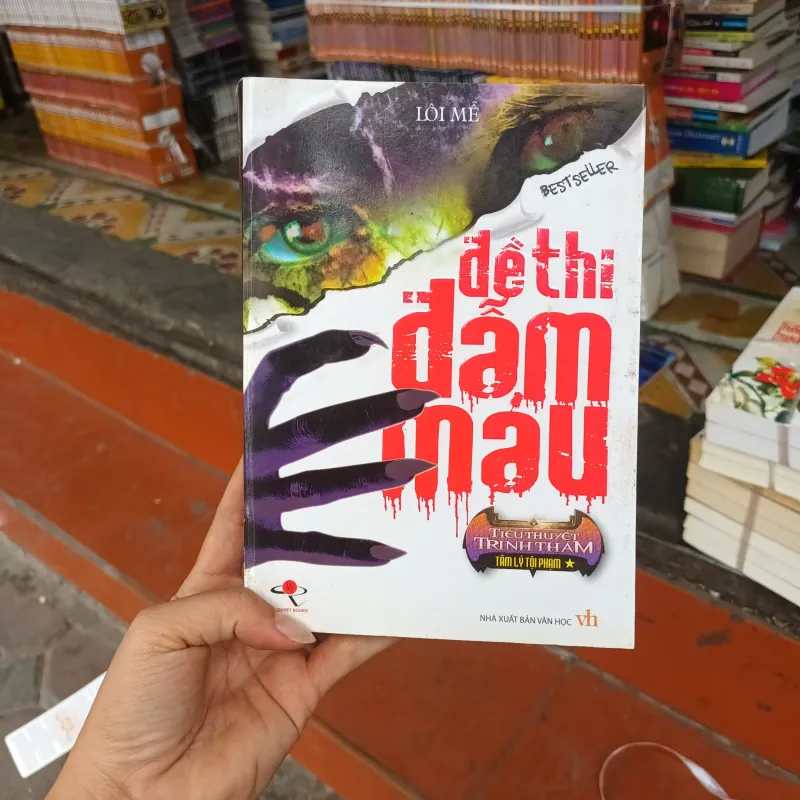 LÔI MỄ
BESTSELLER
đề thi
đẫm
máu
TIỂU THUYẾT
TRINH THÁM
TÂM LÝ TỘI PHẠM
NHÀ XUẤT BẢN VĂN HỌC vh